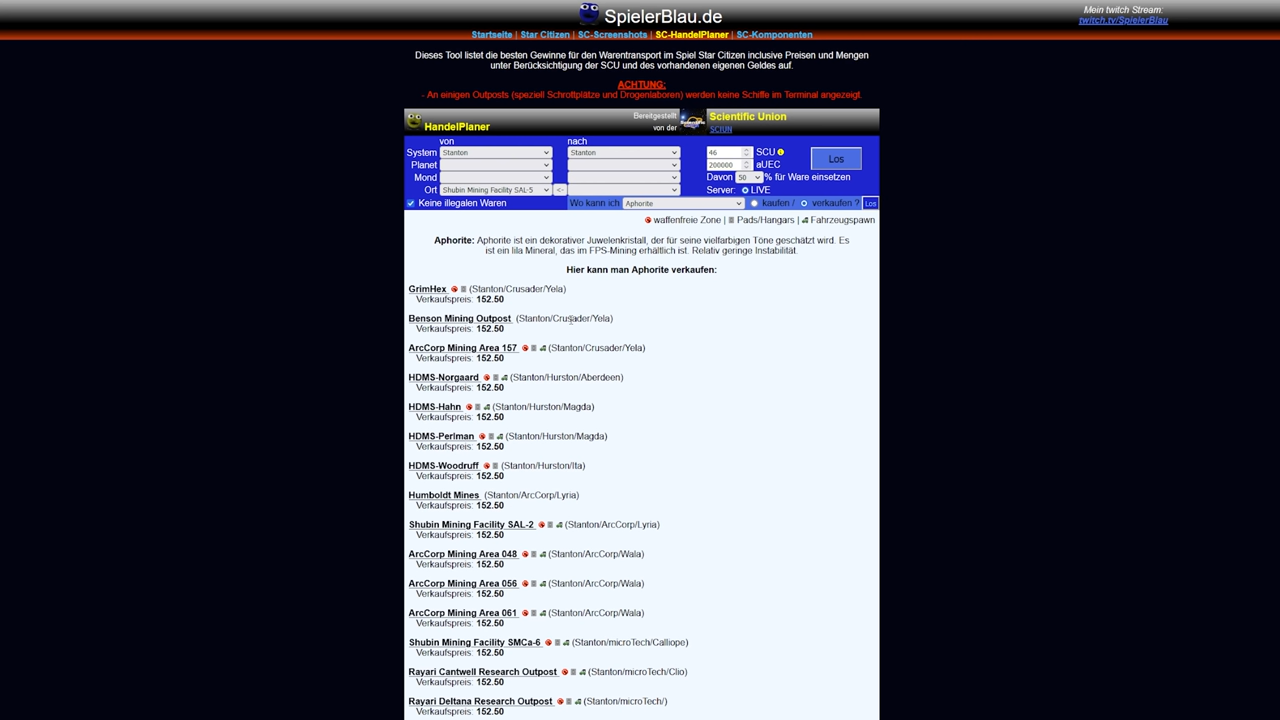 SpielerBlau.de
Mein twitch Stream:
twitch.tv/SpielerBlau
Startseite | Star Citizen | SC-Screenshots | SC-HandelPlaner | SC-Komponenten
Dieses Tool listet die besten Gewinne für den Warentransport im Spiel Star Citizen inclusive Preisen und Mengen
unter Berücksichtigung der SCU und des vorhandenen eigenen Geldes auf.
ACHTUNG:
- An einigen Outposts (speziell Schrottplätze und Drogenlaboren) werden keine Schiffe im Terminal angezeigt.
HandelPlaner
Bereitgestellt
von der
Scientific Union
SCIUN
von nach
System Stanton Stanton 46 SCU
Los
Planet 200000 aUEC
Mond Davon 50 % für Ware einsetzen
Ort Shubin Mining Facility SAL-5 <- Server: LIVE
Keine illegalen Waren Wo kann ich Aphorite kaufen / verkaufen ? Los
waffenfreie Zone | Pads/Hangars | Fahrzeugspawn
Aphorite: Aphorite ist ein dekorativer Juwelenkristall, der für seine vielfarbigen Töne geschätzt wird. Es
ist ein lila Mineral, das im FPS-Mining erhältlich ist. Relativ geringe Instabilität.
Hier kann man Aphorite verkaufen:
GrimHex (Stanton/Crusader/Yela)
Verkaufspreis: 152.50
Benson Mining Outpost (Stanton/Crusader/Yela)
Verkaufspreis: 152.50
ArcCorp Mining Area 157 (Stanton/Crusader/Yela)
Verkaufspreis: 152.50
HDMS-Norgaard (Stanton/Hurston/Aberdeen)
Verkaufspreis: 152.50
HDMS-Hahn (Stanton/Hurston/Magda)
Verkaufspreis: 152.50
HDMS-Perlman (Stanton/Hurston/Magda)
Verkaufspreis: 152.50
HDMS-Woodruff (Stanton/Hurston/Ita)
Verkaufspreis: 152.50
Humboldt Mines (Stanton/ArcCorp/Lyria)
Verkaufspreis: 152.50
Shubin Mining Facility SAL-2 (Stanton/ArcCorp/Lyria)
Verkaufspreis: 152.50
ArcCorp Mining Area 048 (Stanton/ArcCorp/Wala)
Verkaufspreis: 152.50
ArcCorp Mining Area 056 (Stanton/ArcCorp/Wala)
Verkaufspreis: 152.50
ArcCorp Mining Area 061 (Stanton/ArcCorp/Wala)
Verkaufspreis: 152.50
Shubin Mining Facility SMCa-6 (Stanton/microTech/Calliope)
Verkaufspreis: 152.50
Rayari Cantwell Research Outpost (Stanton/microTech/Clio)
Verkaufspreis: 152.50
Rayari Deltana Research Outpost (Stanton/microTech/)
Verkaufspreis: 152.50